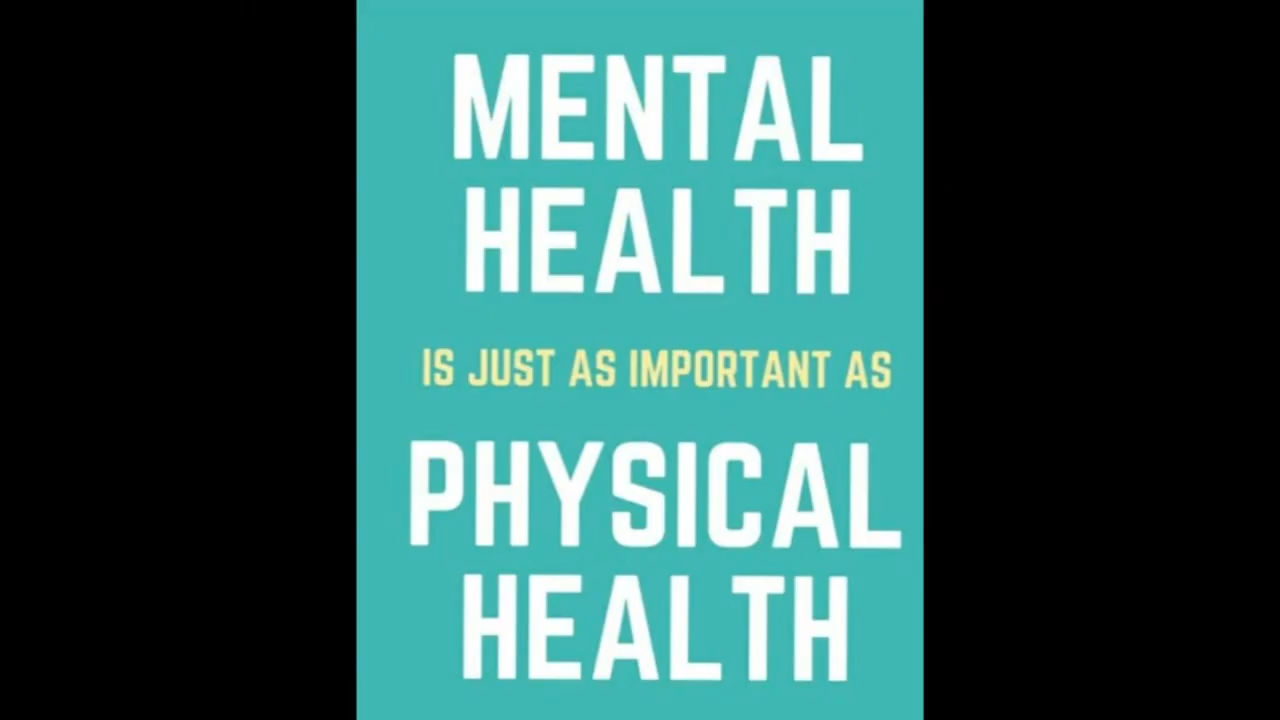 MENTAL
HEALTH
IS JUST AS IMPORTANT AS
PHYSICAL
HEALTH